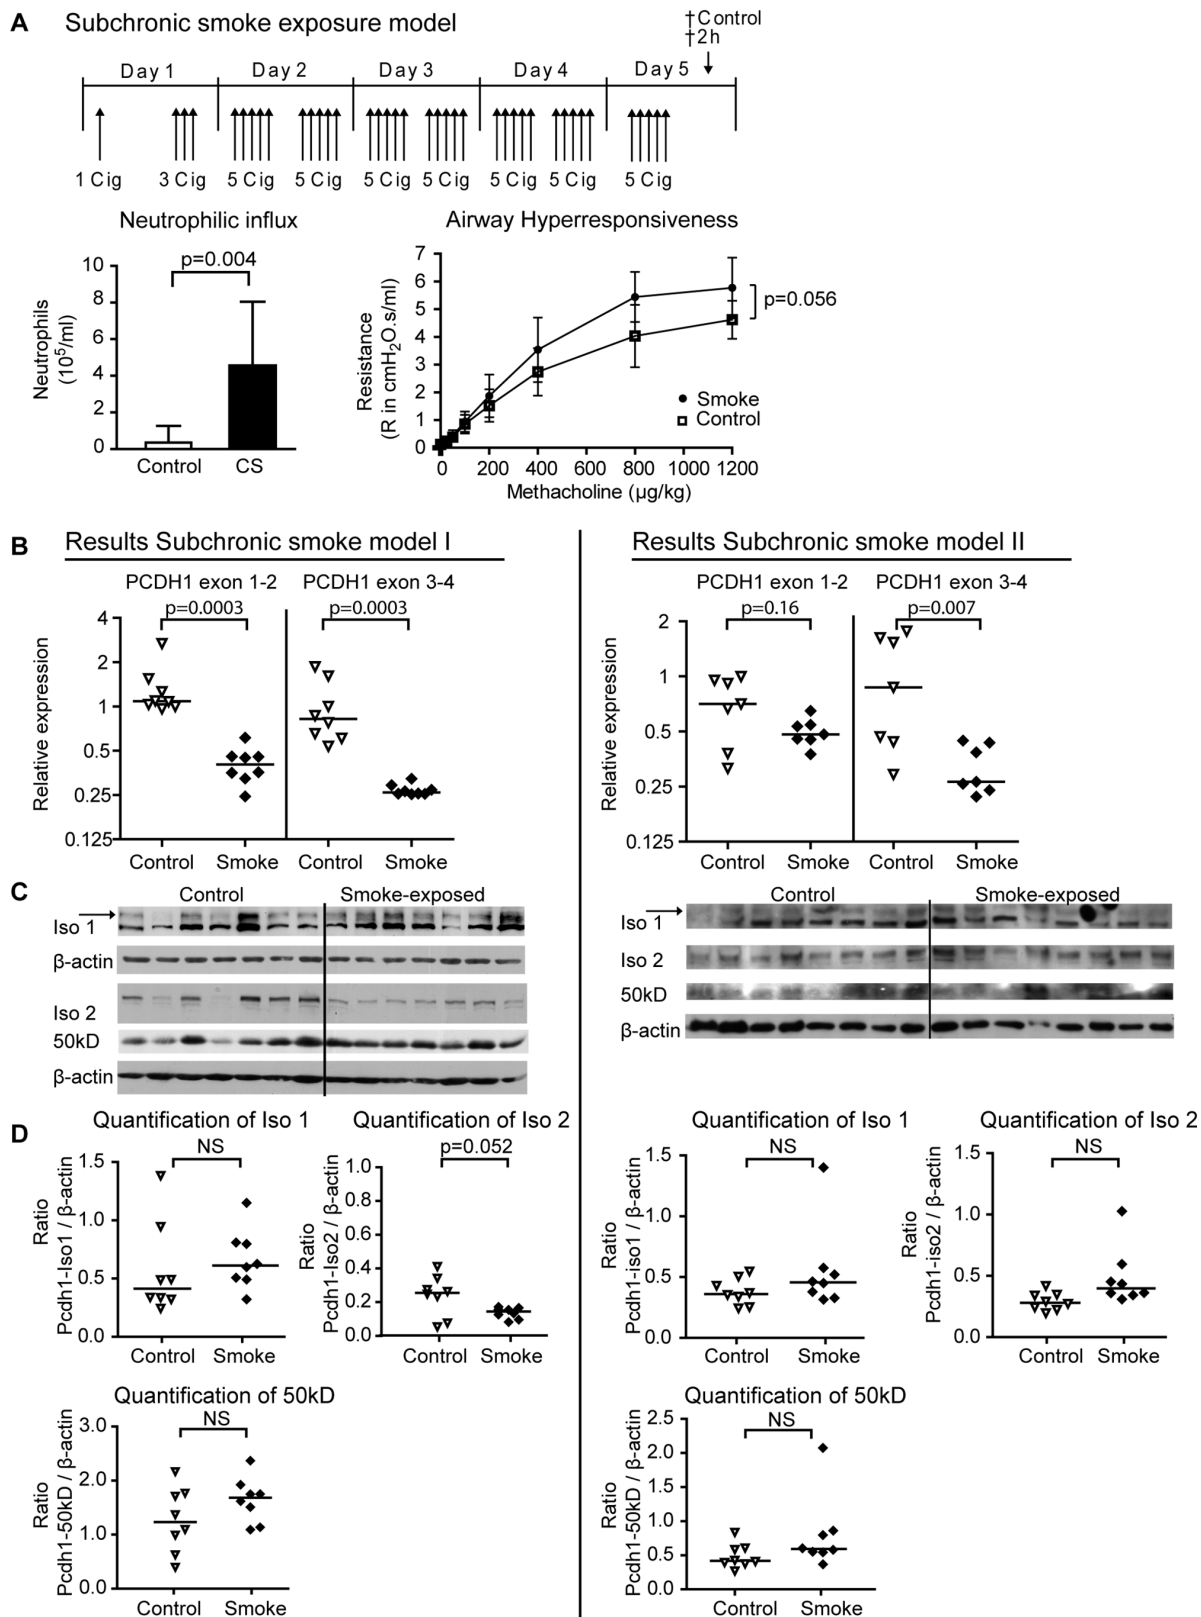 A Subchronic smoke exposure model
†Control
†2h
Day 1 Day 2 Day 3 Day 4 Day 5
1 Cig 3 Cig 5 Cig 5 Cig 5 Cig 5 Cig 5 Cig 5 Cig 5 Cig
Neutrophilic influx
p=0.004
Neutrophils
(10⁵/ml)
10
8
6
4
2
0
Control CS
Airway Hyperresponsiveness
Resistance
(R in cmH₂O.s/ml)
7
6
5
4
3
2
1
0
p=0.056
Smoke
Control
0 200 400 600 800 1000 1200
Methacholine (µg/kg)
B Results Subchronic smoke model I
PCDH1 exon 1-2 PCDH1 exon 3-4
p=0.0003 p=0.0003
Relative expression
4
2
1
0.5
0.25
0.125
Control Smoke Control Smoke
Results Subchronic smoke model II
PCDH1 exon 1-2 PCDH1 exon 3-4
p=0.16 p=0.007
Relative expression
2
1
0.5
0.25
0.125
Control Smoke Control Smoke
C Control Smoke-exposed
Iso 1
β-actin
Iso 2
50kD
β-actin
Control Smoke-exposed
Iso 1
Iso 2
50kD
β-actin
D Quantification of Iso 1
NS
Ratio
Pcdh1-Iso1 / β-actin
1.5
1.0
0.5
0.0
Control Smoke
Quantification of Iso 2
p=0.052
Ratio
Pcdh1-Iso2 / β-actin
1.0
0.8
0.6
0.4
0.2
0.0
Control Smoke
Quantification of 50kD
NS
Ratio
Pcdh1-50kD / β-actin
3.0
2.0
1.0
0.0
Control Smoke
Quantification of Iso 1
NS
Ratio
Pcdh1-iso1 / β-actin
1.5
1.0
0.5
0.0
Control Smoke
Quantification of Iso 2
NS
Ratio
Pcdh1-iso2 / β-actin
1.5
1.0
0.5
0.0
Control Smoke
Quantification of 50kD
NS
Ratio
Pcdh1-50kD / β-actin
2.5
2.0
1.5
1.0
0.5
0.0
Control Smoke